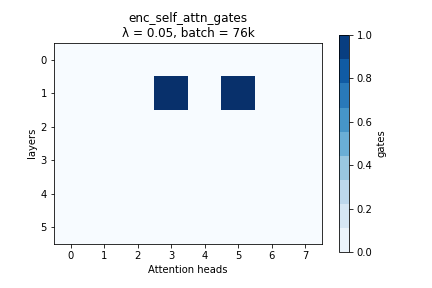 enc_self_attn_gates
λ = 0.05, batch = 76k
layers
0
1
2
3
4
5
0 1 2 3 4 5 6 7
Attention heads
1.0
0.8
0.6
0.4
0.2
0.0
gates